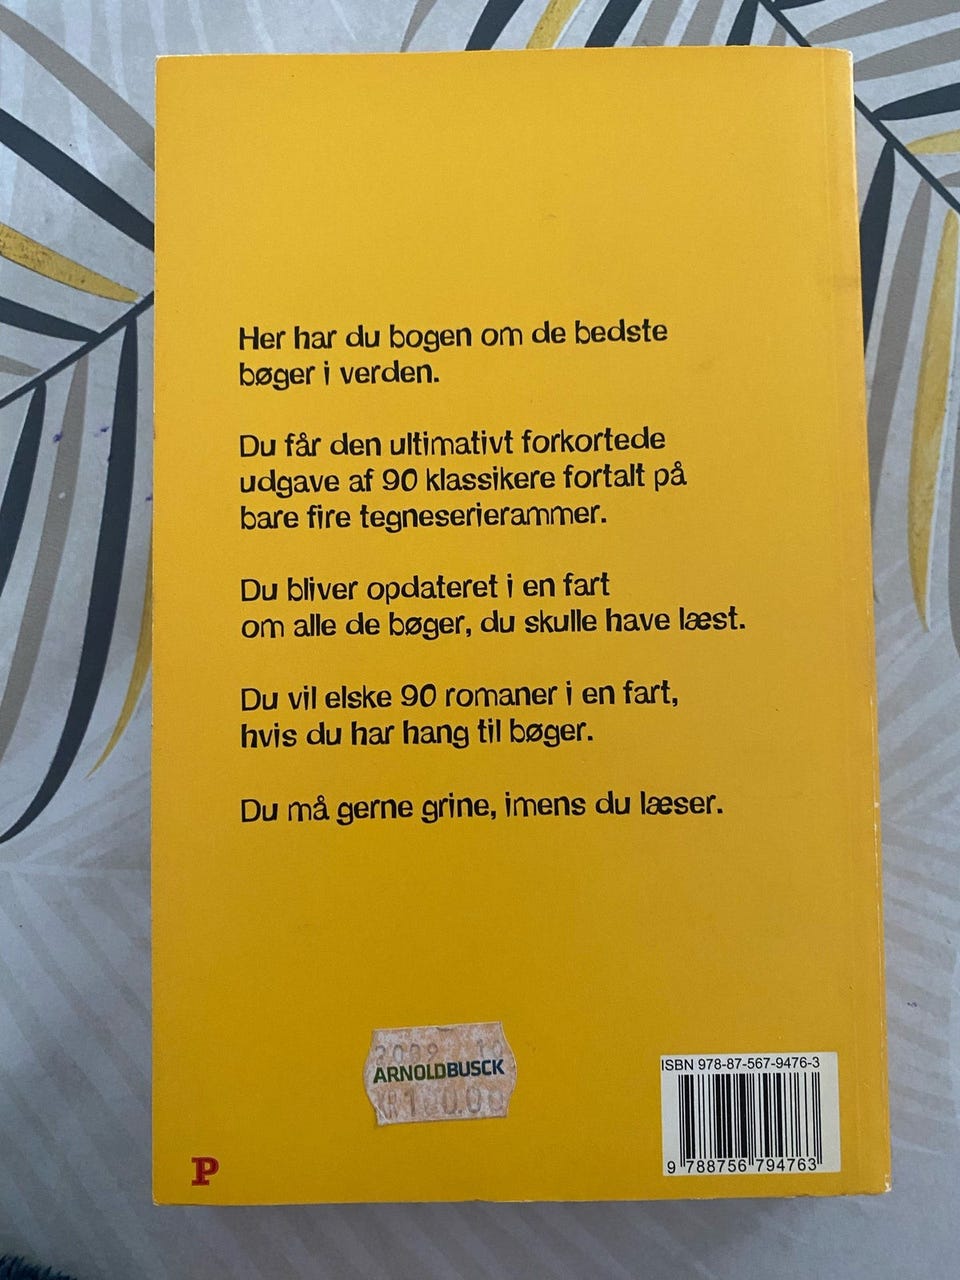 Her har du bogen om de bedste
bøger i verden.
Du får den ultimativt forkortede
udgave af 90 klassikere fortalt på
bare fire tegneserierammer.
Du bliver opdateret i en fart
om alle de bøger, du skulle have læst.
Du vil elske 90 romaner i en fart,
hvis du har hang til bøger.
Du må gerne grine, imens du læser.
ARNOLDBUSCK
ISBN 978-87-567-9476-3
9 788756 794763
P